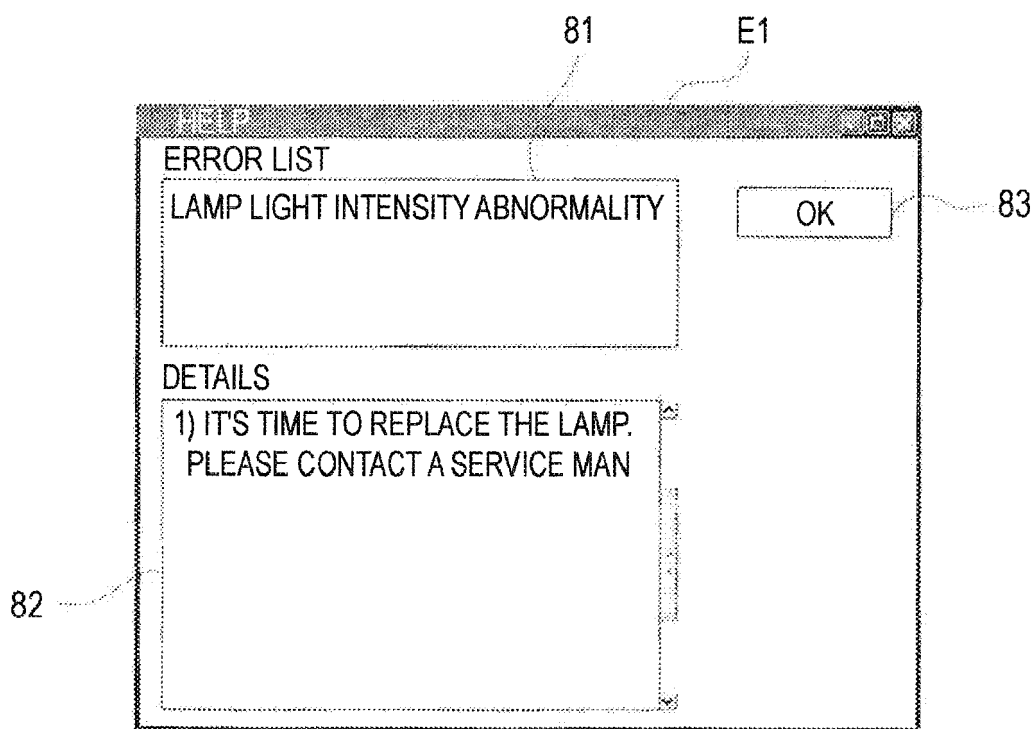 81 E1
HELP
ERROR LIST
LAMP LIGHT INTENSITY ABNORMALITY
OK
83
DETAILS
1) IT'S TIME TO REPLACE THE LAMP.
PLEASE CONTACT A SERVICE MAN
82